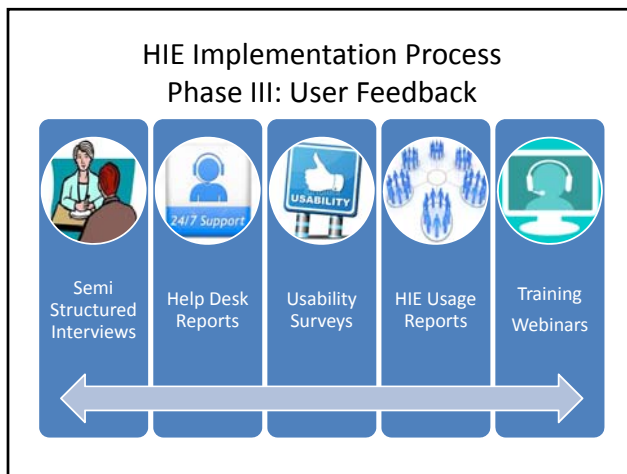 HIE Implementation Process
Phase III: User Feedback
24/7 Support
USABILITY
Semi
Structured
Interviews
Help Desk
Reports
Usability
Surveys
HIE Usage
Reports
Training
Webinars